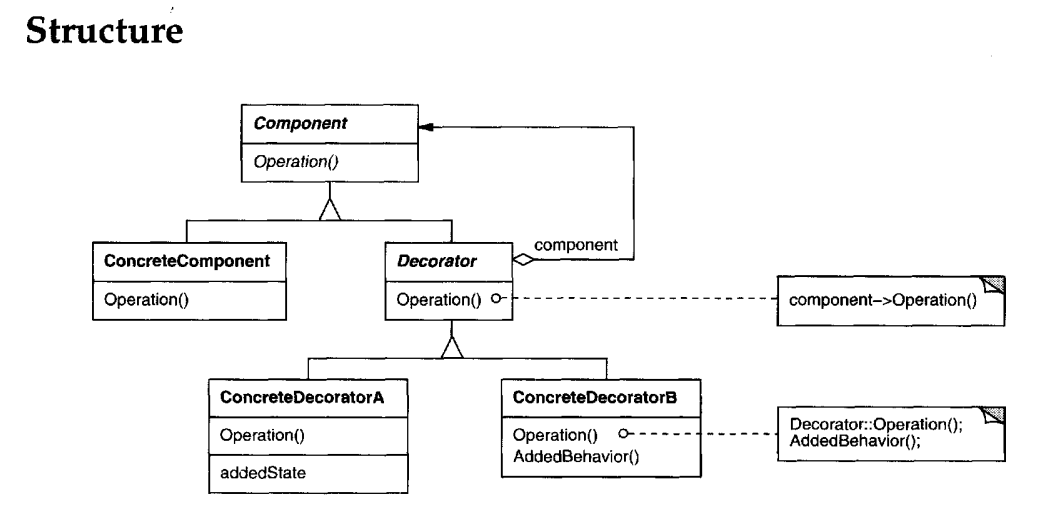 Structure
Component
Operation()
component
ConcreteComponent
Operation()
Decorator
Operation()
component–>Operation()
ConcreteDecoratorA
Operation()
addedState
ConcreteDecoratorB
Operation()
AddedBehavior()
Decorator::Operation();
AddedBehavior();